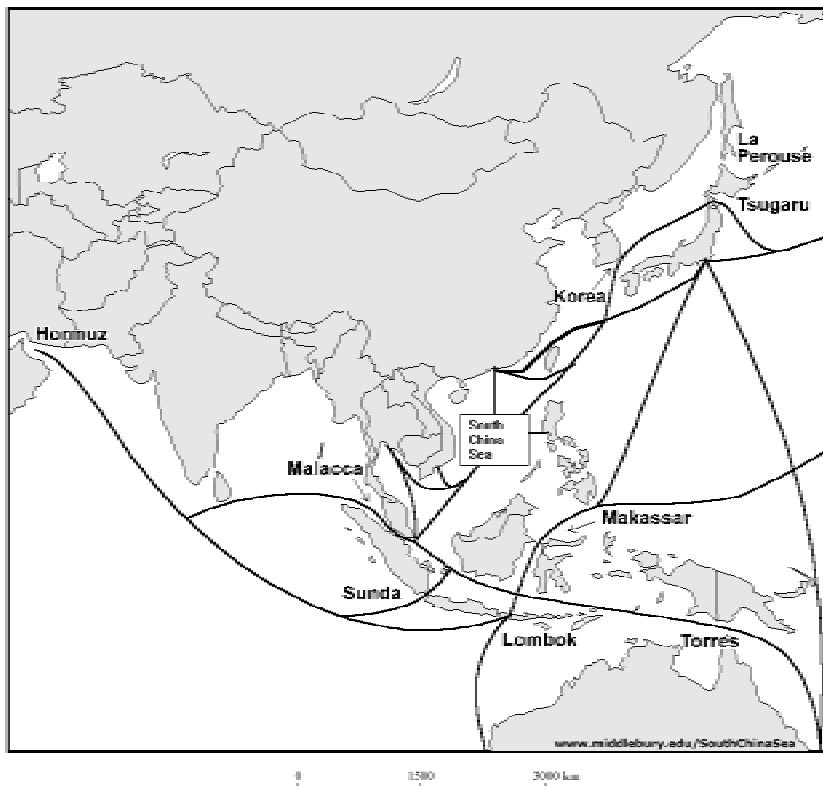 La
Perouse
Tsugaru
Korea
Hormuz
South
China
Sea
Malacca
Makassar
Sunda
Lombok
Torres
www.middlebury.edu/SouthChinaSea
0 1500 3000 km